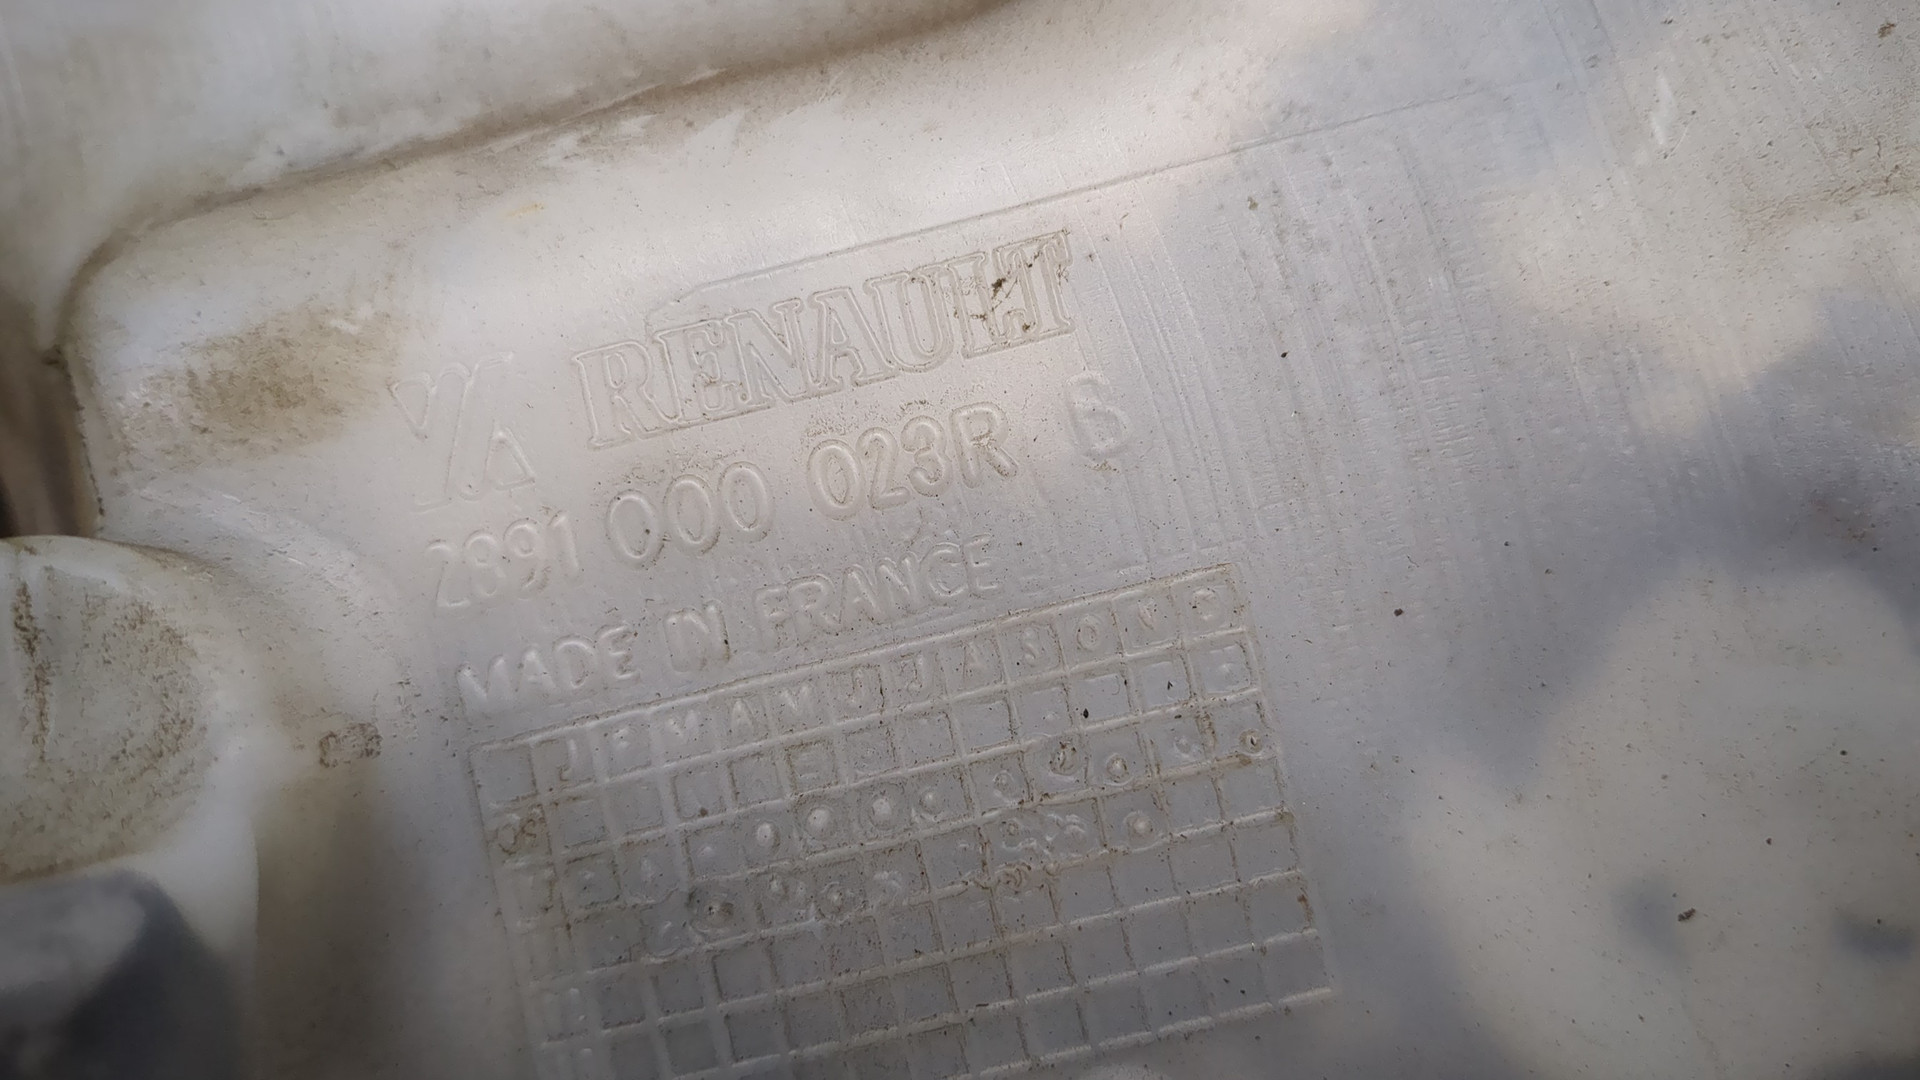 RENAULT
2891 000 023R B
MADE IN FRANCE
J F M A M J J A S O N D